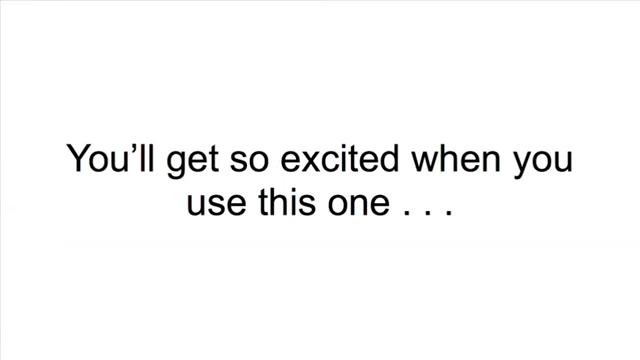 You’ll get so excited when you
use this one . . .